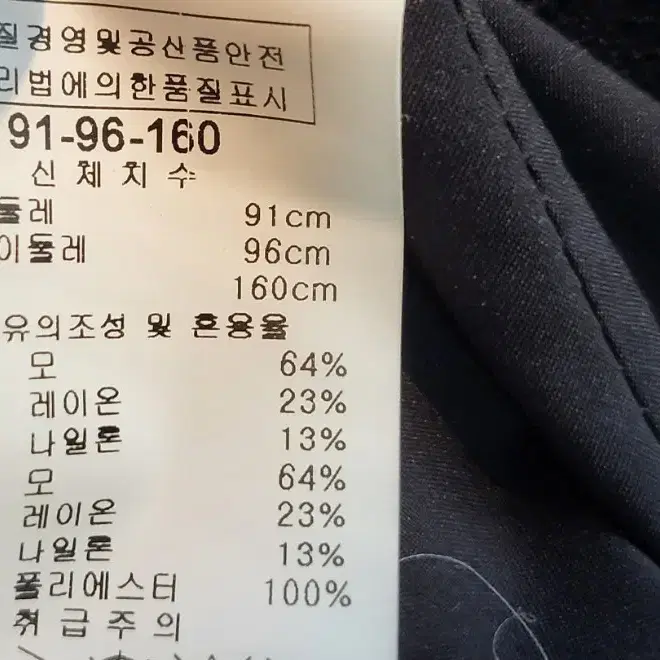 질경영및공산품안전
리법에의한품질표시
91-96-160
신체치수
둘레 91cm
이둘레 96cm
160cm
유의조성 및 혼용율
모 64%
레이온 23%
나일론 13%
모 64%
레이온 23%
나일론 13%
폴리에스터 100%
취급주의